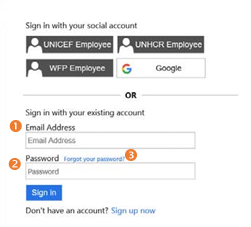 Sign in with your social account
UNICEF Employee UNHCR Employee
WFP Employee G Google
OR
Sign in with your existing account
1 Email Address
Email Address
2 Password Forgot your password? 3
Password
Sign in
Don't have an account? Sign up now